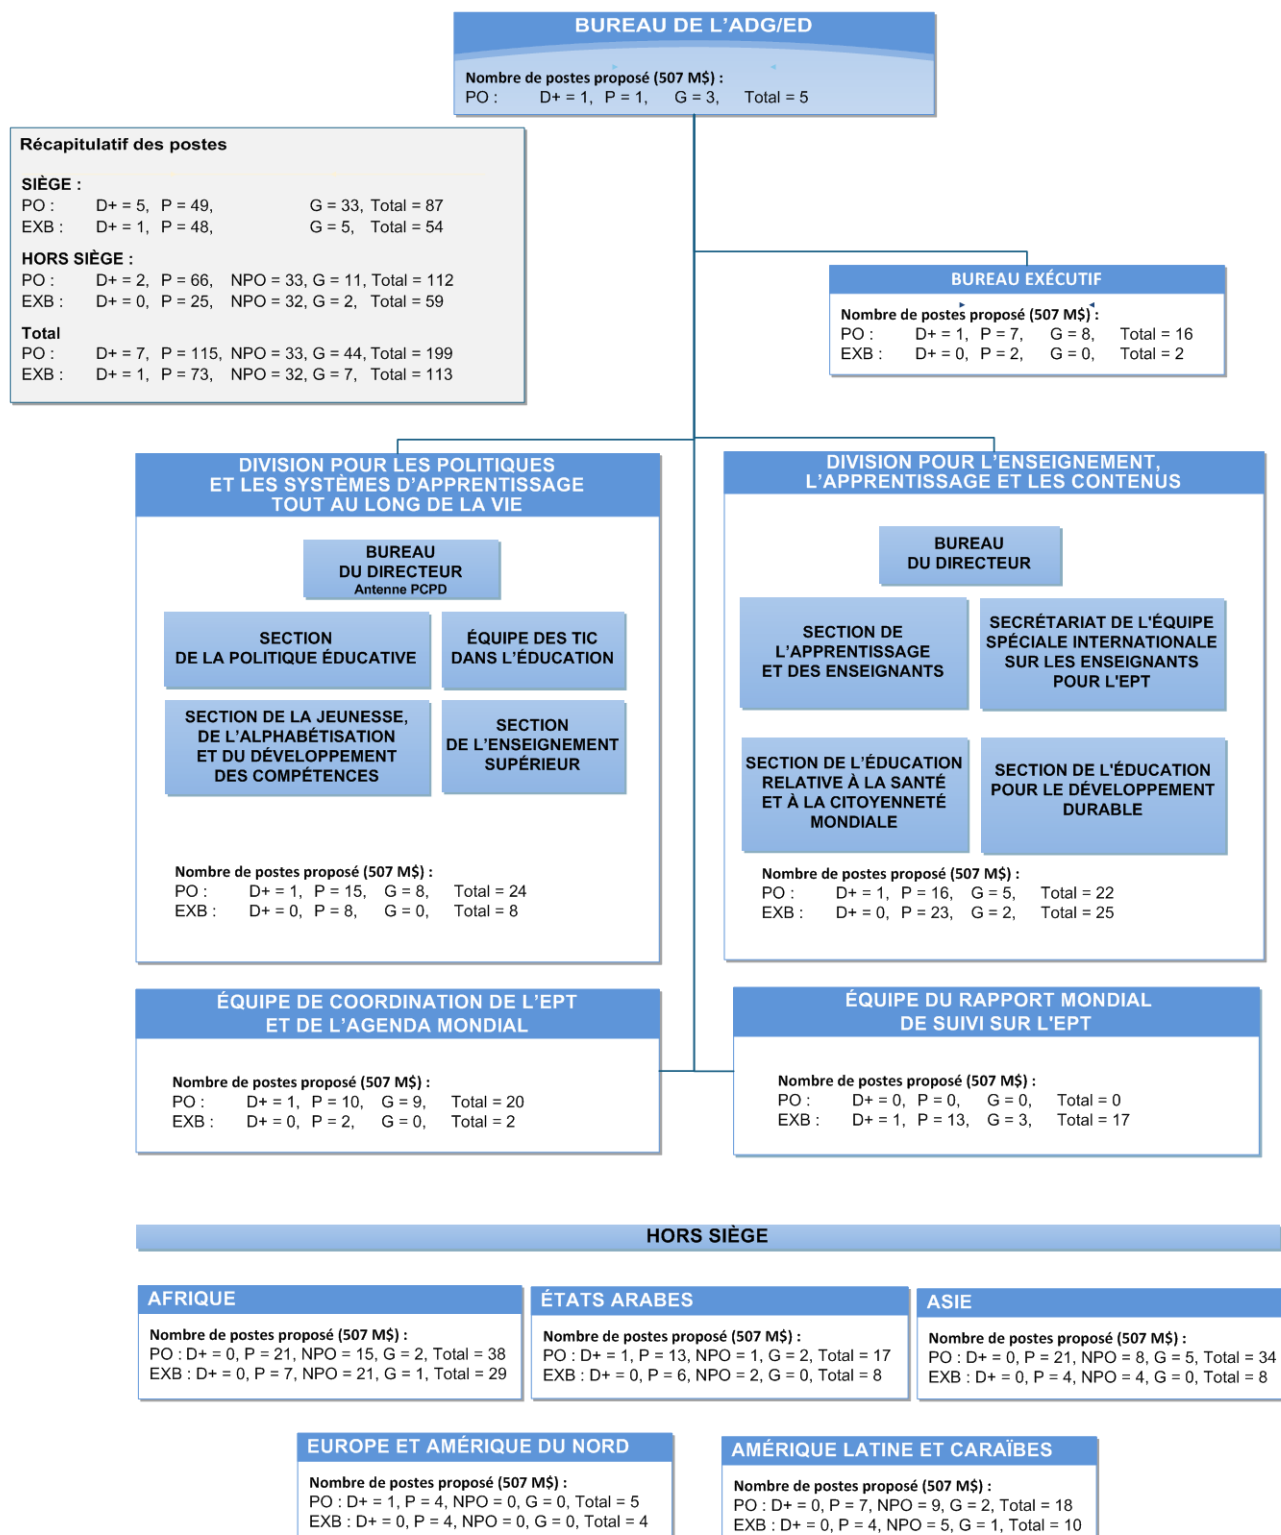 BUREAU DE L'ADG/ED
Nombre de postes proposé (507 M$) :
PO : D+ = 1, P = 1, G = 3, Total = 5
Récapitulatif des postes
SIÈGE :
PO : D+ = 5, P = 49, G = 33, Total = 87
EXB : D+ = 1, P = 48, G = 5, Total = 54
HORS SIÈGE :
PO : D+ = 2, P = 66, NPO = 33, G = 11, Total = 112
EXB : D+ = 0, P = 25, NPO = 32, G = 2, Total = 59
Total
PO : D+ = 7, P = 115, NPO = 33, G = 44, Total = 199
EXB : D+ = 1, P = 73, NPO = 32, G = 7, Total = 113
BUREAU EXÉCUTIF
Nombre de postes proposé (507 M$) :
PO : D+ = 1, P = 7, G = 8, Total = 16
EXB : D+ = 0, P = 2, G = 0, Total = 2
DIVISION POUR LES POLITIQUES
ET LES SYSTÈMES D'APPRENTISSAGE
TOUT AU LONG DE LA VIE
BUREAU
DU DIRECTEUR
Antenne PCPD
SECTION
DE LA POLITIQUE ÉDUCATIVE
ÉQUIPE DES TIC
DANS L'ÉDUCATION
SECTION DE LA JEUNESSE,
DE L'ALPHABÉTISATION
ET DU DÉVELOPPEMENT
DES COMPÉTENCES
SECTION
DE L'ENSEIGNEMENT
SUPÉRIEUR
Nombre de postes proposé (507 M$) :
PO : D+ = 1, P = 15, G = 8, Total = 24
EXB : D+ = 0, P = 8, G = 0, Total = 8
DIVISION POUR L'ENSEIGNEMENT,
L'APPRENTISSAGE ET LES CONTENUS
BUREAU
DU DIRECTEUR
SECTION DE
L'APPRENTISSAGE
ET DES ENSEIGNANTS
SECRÉTARIAT DE L'ÉQUIPE
SPÉCIALE INTERNATIONALE
SUR LES ENSEIGNANTS
POUR L'EPT
SECTION DE L'ÉDUCATION
RELATIVE À LA SANTÉ
ET À LA CITOYENNETÉ
MONDIALE
SECTION DE L'ÉDUCATION
POUR LE DÉVELOPPEMENT
DURABLE
Nombre de postes proposé (507 M$) :
PO : D+ = 1, P = 16, G = 5, Total = 22
EXB : D+ = 0, P = 23, G = 2, Total = 25
ÉQUIPE DE COORDINATION DE L'EPT
ET DE L'AGENDA MONDIAL
Nombre de postes proposé (507 M$) :
PO : D+ = 1, P = 10, G = 9, Total = 20
EXB : D+ = 0, P = 2, G = 0, Total = 2
ÉQUIPE DU RAPPORT MONDIAL
DE SUIVI SUR L'EPT
Nombre de postes proposé (507 M$) :
PO : D+ = 0, P = 0, G = 0, Total = 0
EXB : D+ = 1, P = 13, G = 3, Total = 17
HORS SIÈGE
AFRIQUE
Nombre de postes proposé (507 M$) :
PO : D+ = 0, P = 21, NPO = 15, G = 2, Total = 38
EXB : D+ = 0, P = 7, NPO = 21, G = 1, Total = 29
ÉTATS ARABES
Nombre de postes proposé (507 M$) :
PO : D+ = 1, P = 13, NPO = 1, G = 2, Total = 17
EXB : D+ = 0, P = 6, NPO = 2, G = 0, Total = 8
ASIE
Nombre de postes proposé (507 M$) :
PO : D+ = 0, P = 21, NPO = 8, G = 5, Total = 34
EXB : D+ = 0, P = 4, NPO = 4, G = 0, Total = 8
EUROPE ET AMÉRIQUE DU NORD
Nombre de postes proposé (507 M$) :
PO : D+ = 1, P = 4, NPO = 0, G = 0, Total = 5
EXB : D+ = 0, P = 4, NPO = 0, G = 0, Total = 4
AMÉRIQUE LATINE ET CARAÏBES
Nombre de postes proposé (507 M$) :
PO : D+ = 0, P = 7, NPO = 9, G = 2, Total = 18
EXB : D+ = 0, P = 4, NPO = 5, G = 1, Total = 10